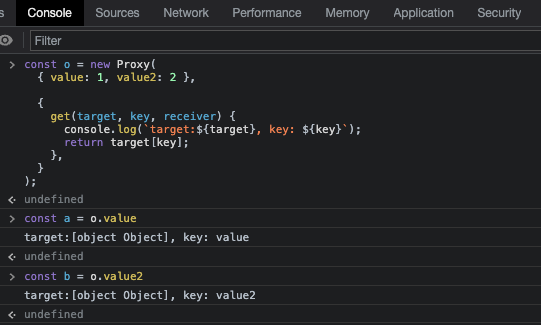 s Console Sources Network Performance Memory Application Security
Filter
> const o = new Proxy(
{ value: 1, value2: 2 },
{
get(target, key, receiver) {
console.log(`target:${target}, key: ${key}`);
return target[key];
},
}
);
undefined
> const a = o.value
target:[object Object], key: value
undefined
> const b = o.value2
target:[object Object], key: value2
undefined